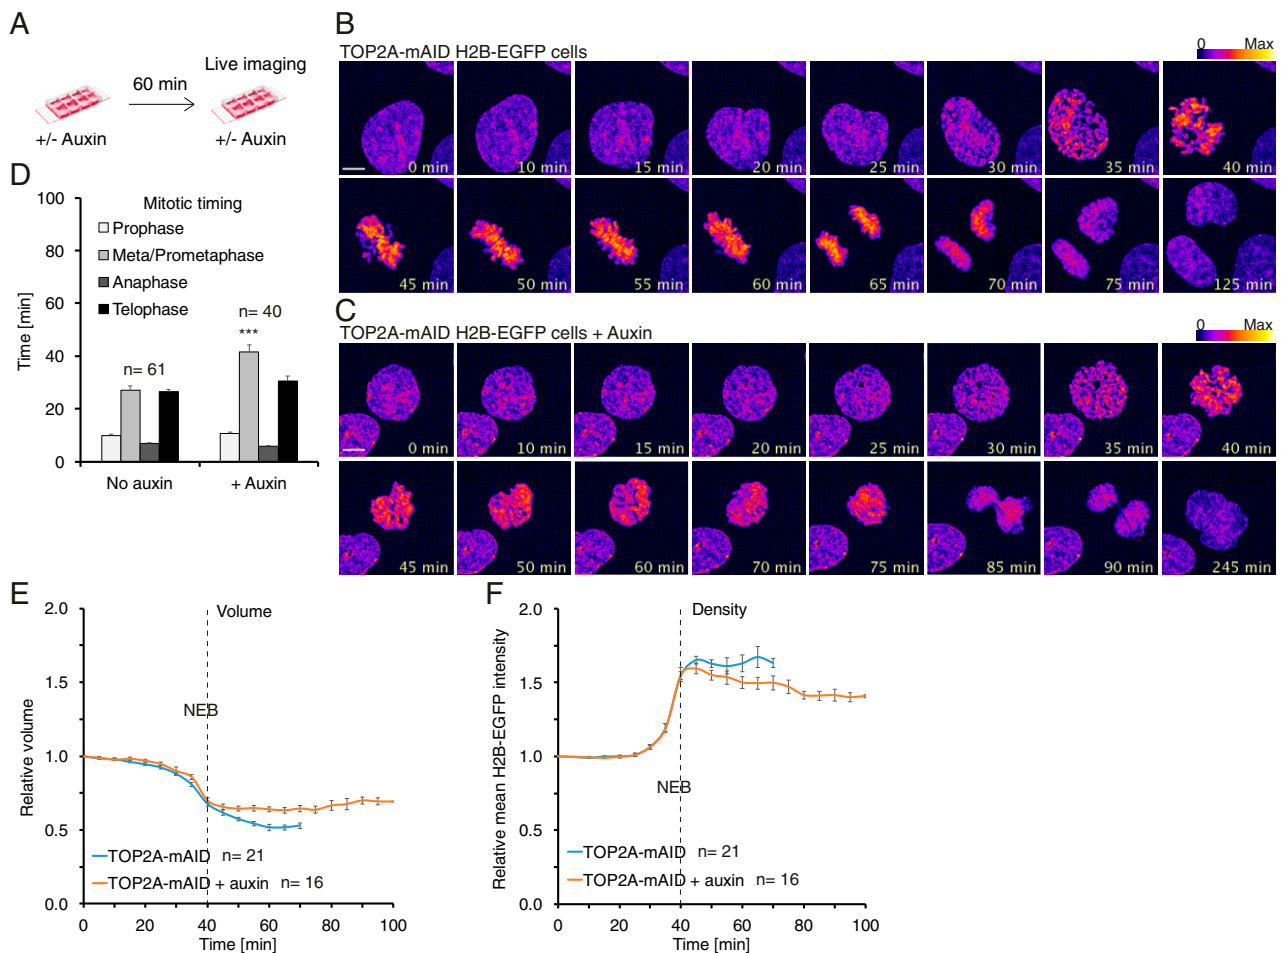 A
Live imaging
60 min
+/- Auxin
+/- Auxin
B
TOP2A-mAID H2B-EGFP cells
0 Max
0 min
10 min
15 min
20 min
25 min
30 min
35 min
40 min
45 min
50 min
55 min
60 min
65 min
70 min
75 min
125 min
C
TOP2A-mAID H2B-EGFP cells + Auxin
0 Max
0 min
10 min
15 min
20 min
25 min
30 min
35 min
40 min
45 min
50 min
60 min
70 min
75 min
85 min
90 min
245 min
D
Mitotic timing
Prophase
Meta/Prometaphase
Anaphase
Telophase
Time [min]
100
80
60
40
20
0
n= 61
n= 40
***
No auxin
+ Auxin
E
Volume
Relative volume
2.0
1.5
1.0
0.5
0.0
NEB
TOP2A-mAID n= 21
TOP2A-mAID + auxin n= 16
0 20 40 60 80 100
Time [min]
F
Density
Relative mean H2B-EGFP intensity
2.0
1.5
1.0
0.5
0.0
NEB
TOP2A-mAID n= 21
TOP2A-mAID + auxin n= 16
0 20 40 60 80 100
Time [min]